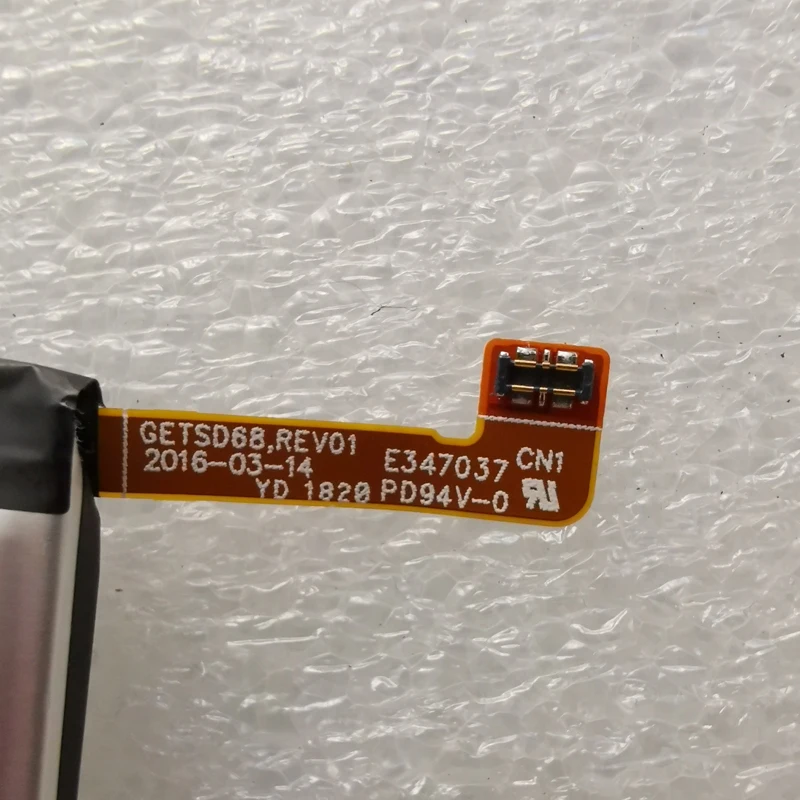 GETSD68,REV01
2016-03-14
E347037 CN1
YD 1820 PD94V-0